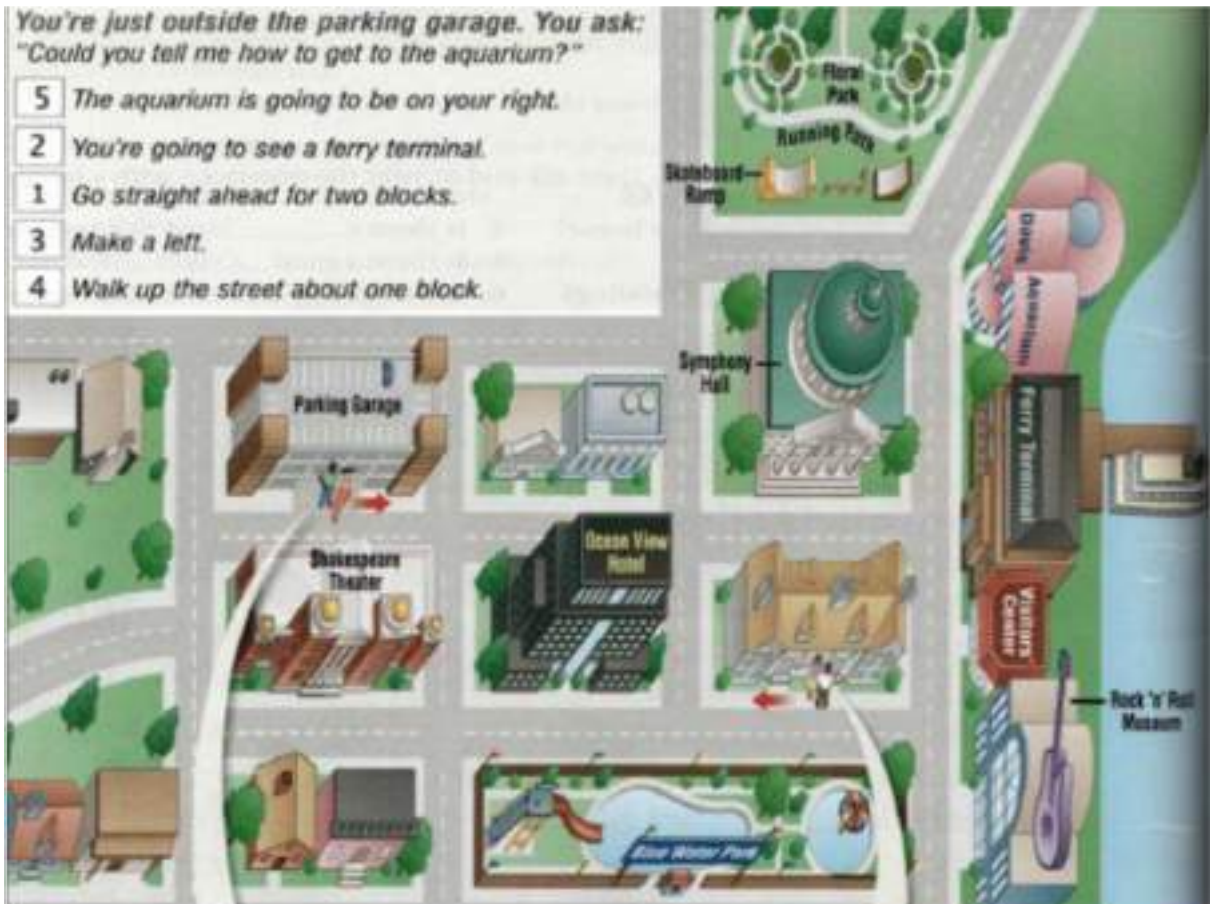 You're just outside the parking garage. You ask:
"Could you tell me how to get to the aquarium?"
5 The aquarium is going to be on your right.
2 You're going to see a ferry terminal.
1 Go straight ahead for two blocks.
3 Make a left.
4 Walk up the street about one block.
Floral
Park
Running Park
Skateboard
Ramp
Aquarium
Symphony
Hall
Parking Garage
Ferry Terminal
Shakespeare
Theater
Ocean View
Hotel
Visitors
Center
Rock 'n' Roll
Museum
Blue Water Park